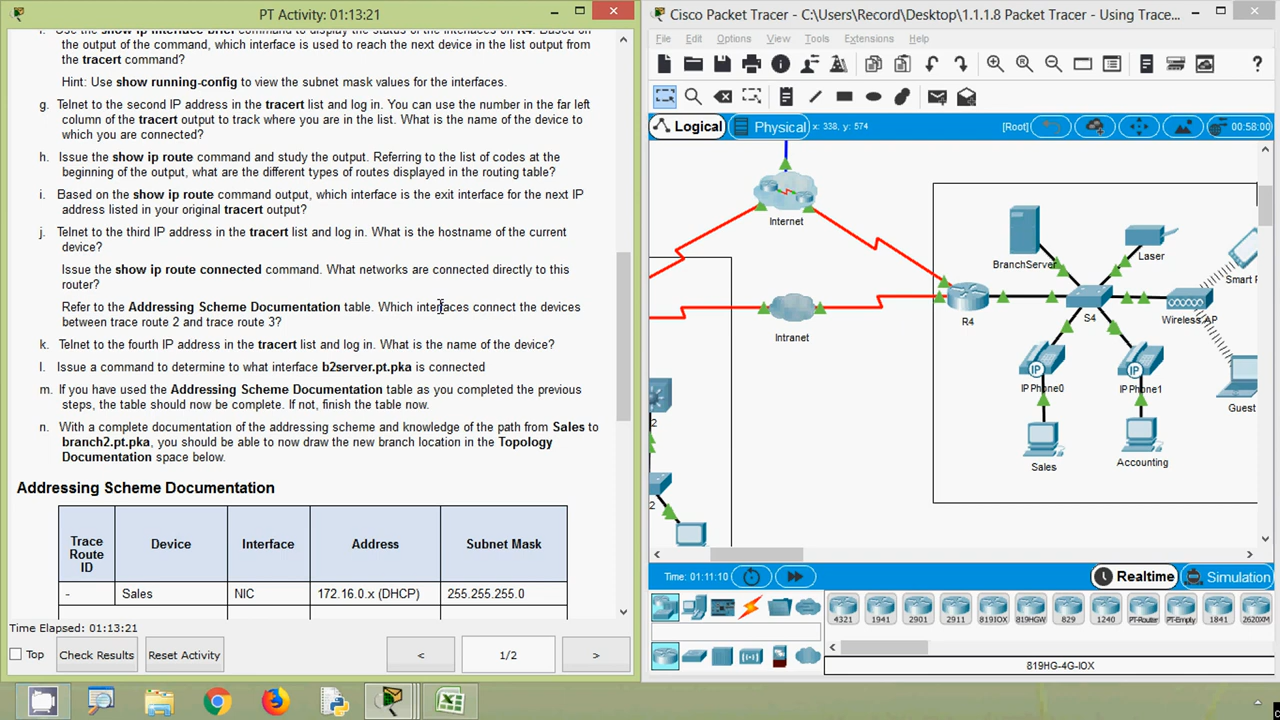 PT Activity: 01:13:21
the output of the command, which interface is used to reach the next device in the list output from
the tracert command?
Hint: Use show running-config to view the subnet mask values for the interfaces.
g. Telnet to the second IP address in the tracert list and log in. You can use the number in the far left
column of the tracert output to track where you are in the list. What is the name of the device to
which you are connected?
h. Issue the show ip route command and study the output. Referring to the list of codes at the
beginning of the output, what are the different types of routes displayed in the routing table?
i. Based on the show ip route command output, which interface is the exit interface for the next IP
address listed in your original tracert output?
j. Telnet to the third IP address in the tracert list and log in. What is the hostname of the current
device?
Issue the show ip route connected command. What networks are connected directly to this
router?
Refer to the Addressing Scheme Documentation table. Which interfaces connect the devices
between trace route 2 and trace route 3?
k. Telnet to the fourth IP address in the tracert list and log in. What is the name of the device?
l. Issue a command to determine to what interface b2server.pt.pka is connected
m. If you have used the Addressing Scheme Documentation table as you completed the previous
steps, the table should now be complete. If not, finish the table now.
n. With a complete documentation of the addressing scheme and knowledge of the path from Sales to
branch2.pt.pka, you should be able to now draw the new branch location in the Topology
Documentation space below.
Addressing Scheme Documentation
Trace Route ID Device Interface Address Subnet Mask
- Sales NIC 172.16.0.x (DHCP) 255.255.255.0
Time Elapsed: 01:13:21
Top Check Results Reset Activity < 1/2 >
Cisco Packet Tracer - C:\Users\Record\Desktop\1.1.1.8 Packet Tracer - Using Trace...
File Edit Options View Tools Extensions Help
Logical Physical x: 338, y: 574 [Root] 00:58:00
Internet
BranchServer
Laser
Smart
R4
S4
Wireless AP
Intranet
IP
IP
IP Phone0
IP Phone1
Guest
2
2
Sales
Accounting
Time: 01:11:10 Realtime Simulation
4321 1941 2901 2911 819IOX 819HGW 829 1240 PT-Router PT-Empty 1841 2620XM
819HG-4G-IOX